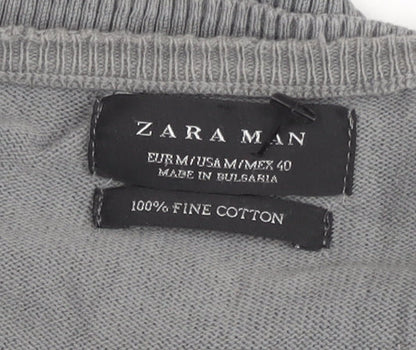 ZARA MAN
EUR M / USA M / MEX 40
MADE IN BULGARIA
100% FINE COTTON